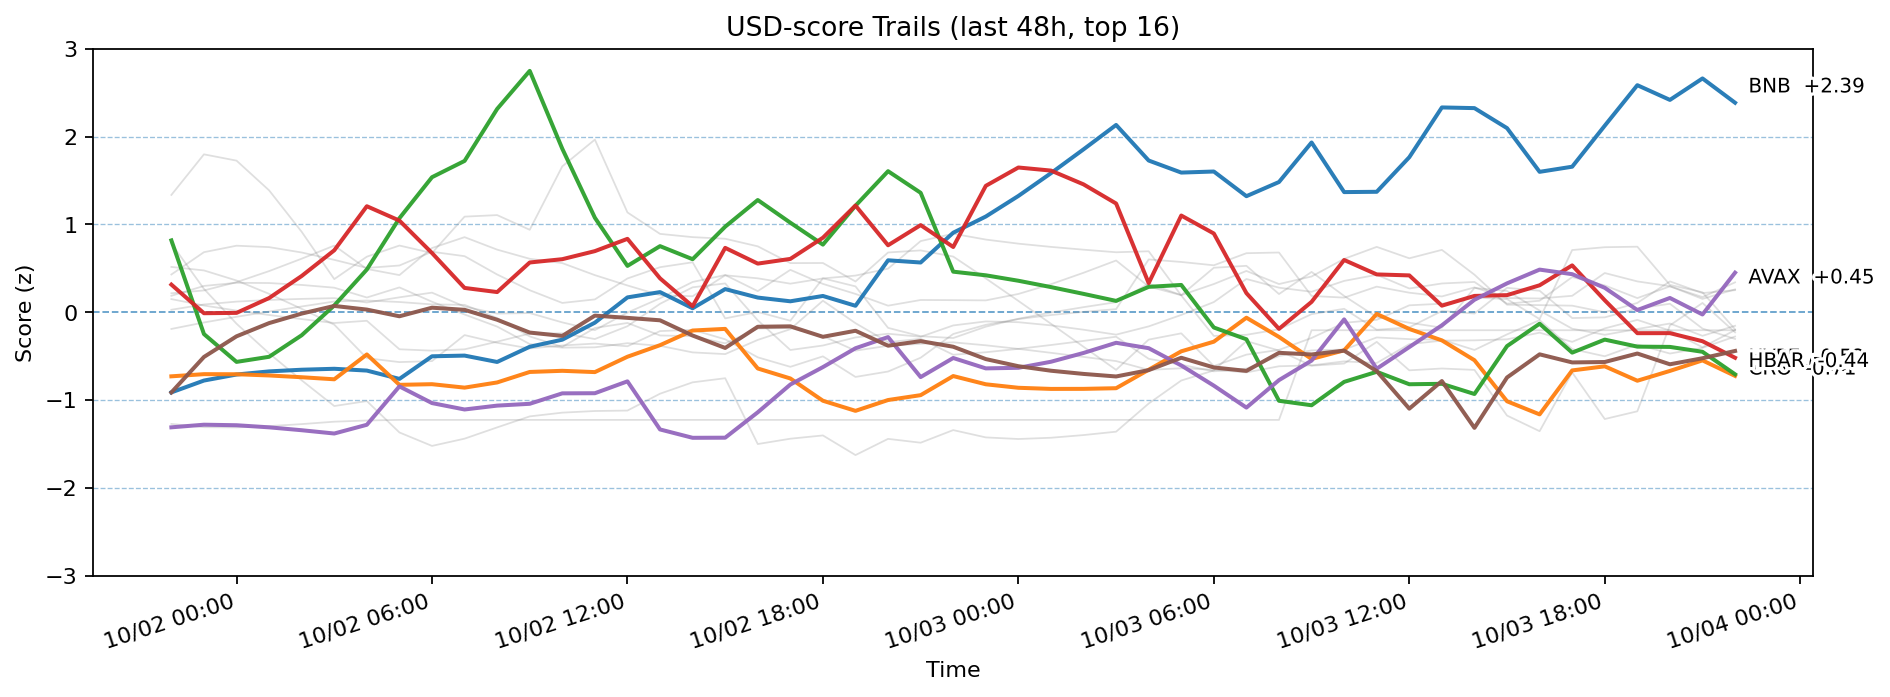 USD-score Trails (last 48h, top 16)
Score (z)
3
2
1
0
−1
−2
−3
BNB +2.39
AVAX +0.45
HBAR -0.44
10/02 00:00
10/02 06:00
10/02 12:00
10/02 18:00
10/03 00:00
10/03 06:00
10/03 12:00
10/03 18:00
10/04 00:00
Time